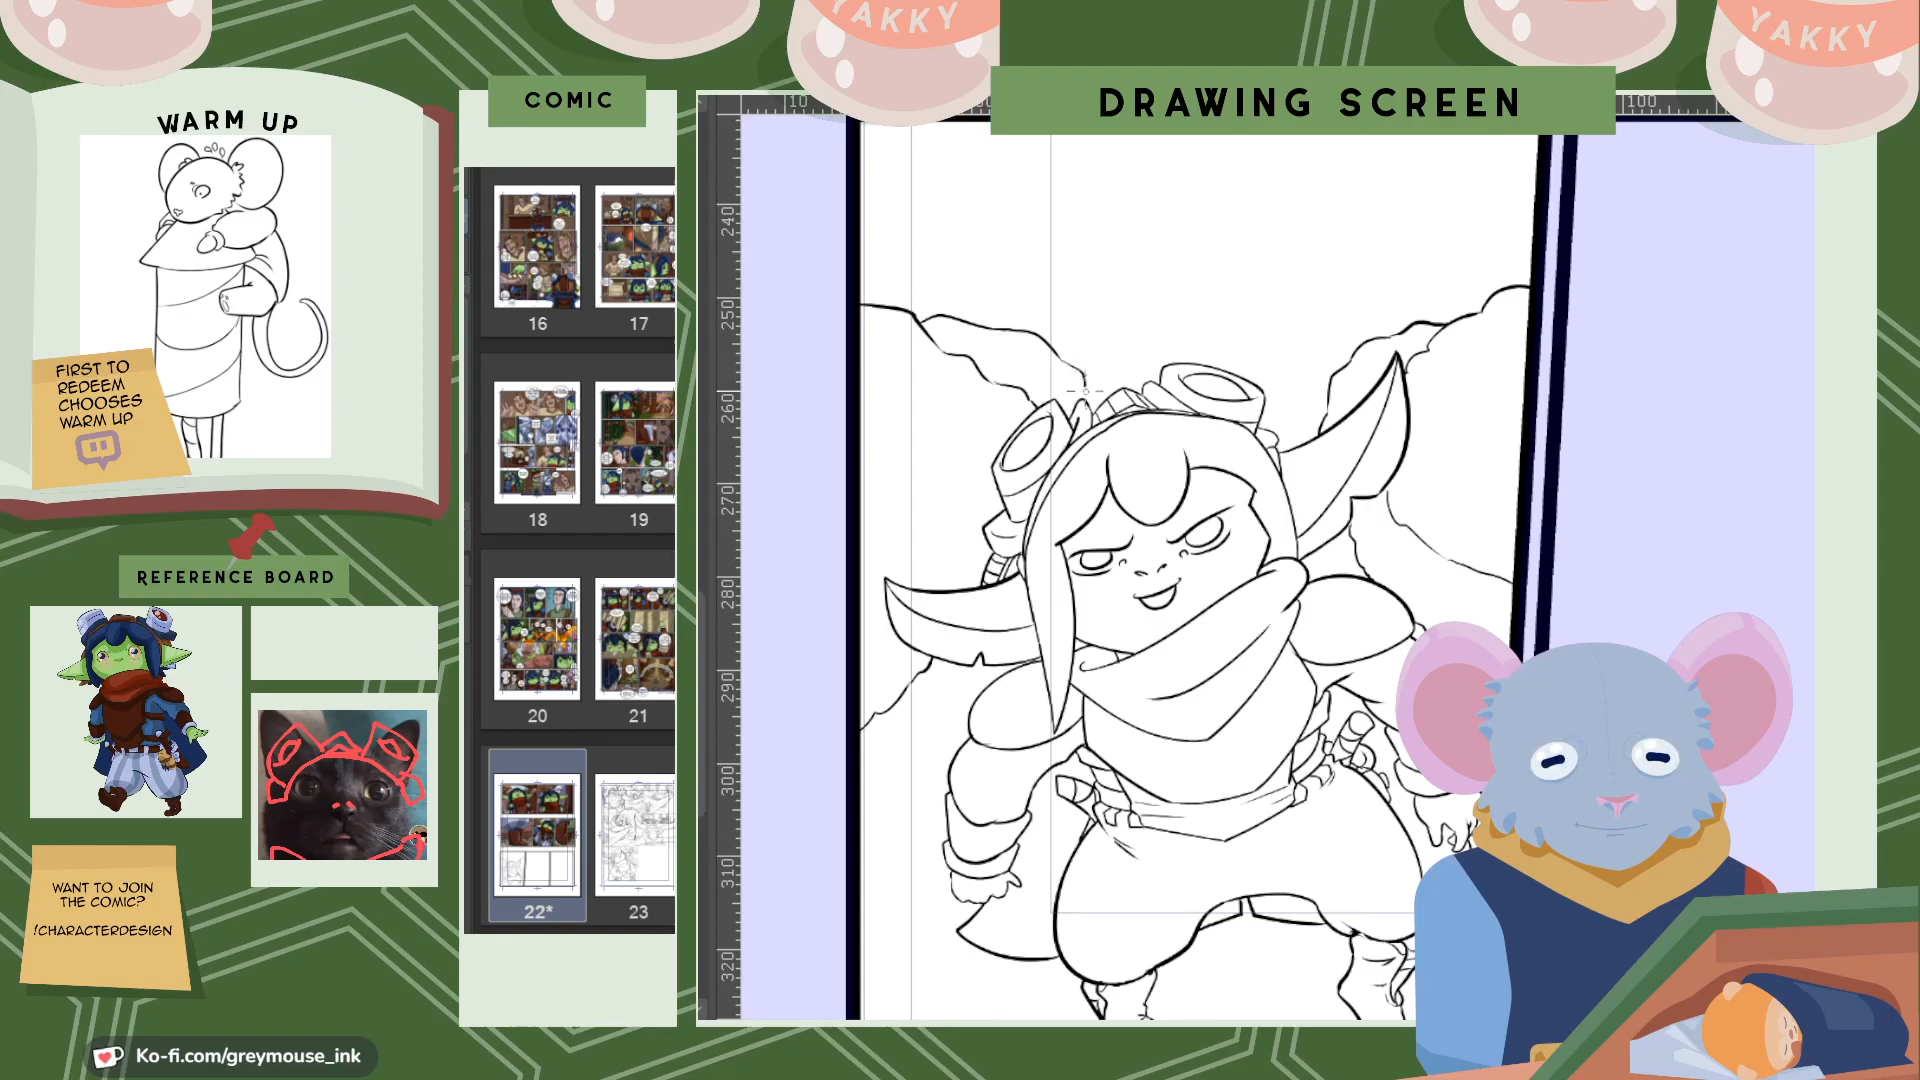 YAKKY
YAKKY
WARM UP
COMIC
DRAWING SCREEN
FIRST TO
REDEEM
CHOOSES
WARM UP
REFERENCE BOARD
WANT TO JOIN
THE COMIC?
!CHARACTERDESIGN
Ko-fi.com/greymouse_ink
16
17
18
19
20
21
22*
23
10
100
240
250
260
270
280
290
300
310
320